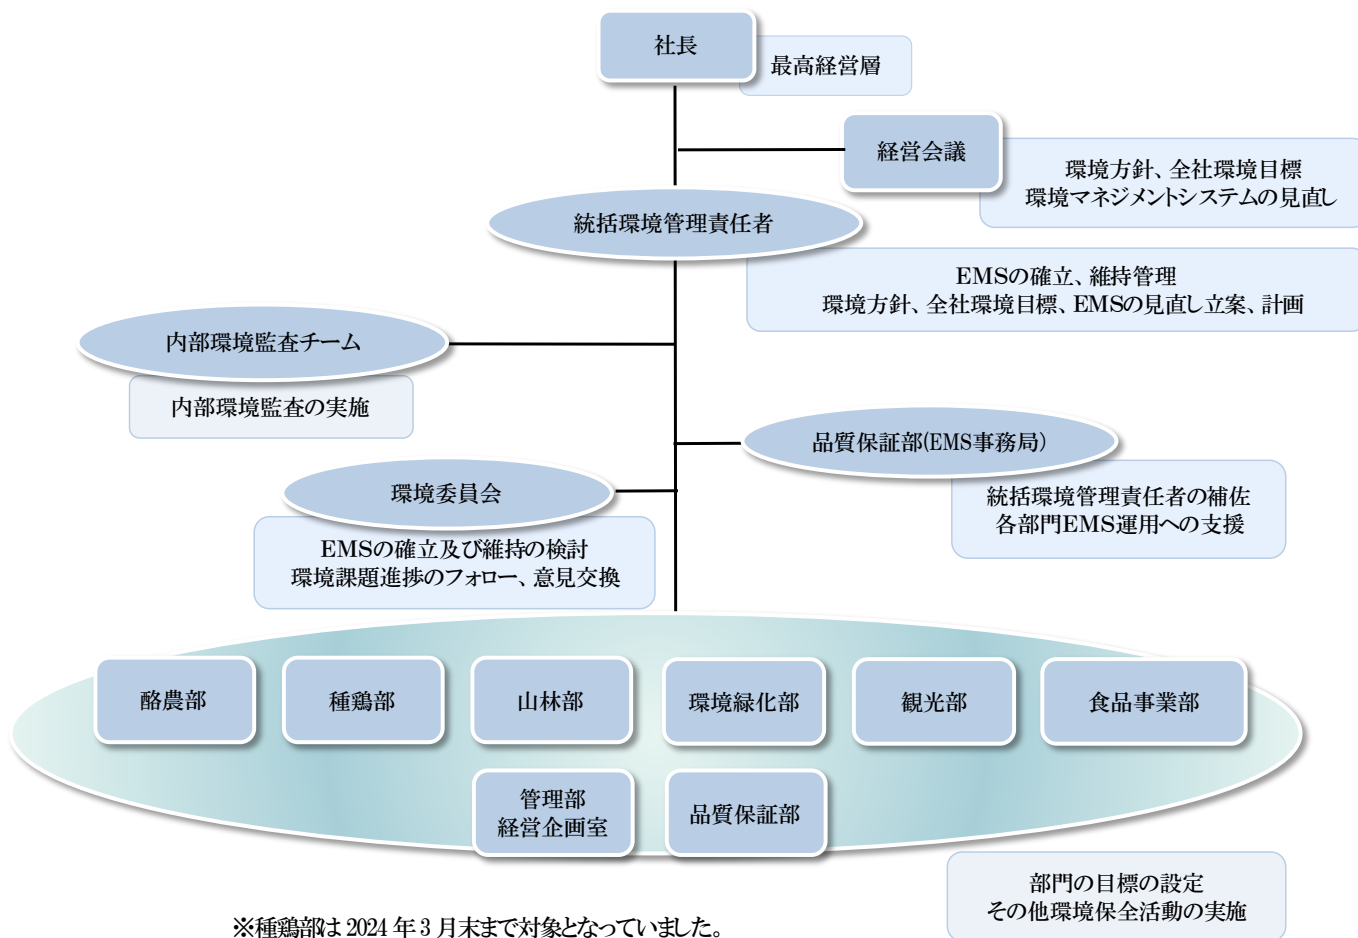 社長
最高経営層
経営会議
環境方針、全社環境目標
環境マネジメントシステムの見直し
統括環境管理責任者
EMSの確立、維持管理
環境方針、全社環境目標、EMSの見直し立案、計画
内部環境監査チーム
内部環境監査の実施
品質保証部(EMS事務局)
統括環境管理責任者の補佐
各部門EMS運用への支援
環境委員会
EMSの確立及び維持の検討
環境課題進捗のフォロー、意見交換
酪農部
種鶏部
山林部
環境緑化部
観光部
食品事業部
管理部
経営企画室
品質保証部
部門の目標の設定
その他環境保全活動の実施
※種鶏部は 2024 年 3 月末まで対象となっていました。